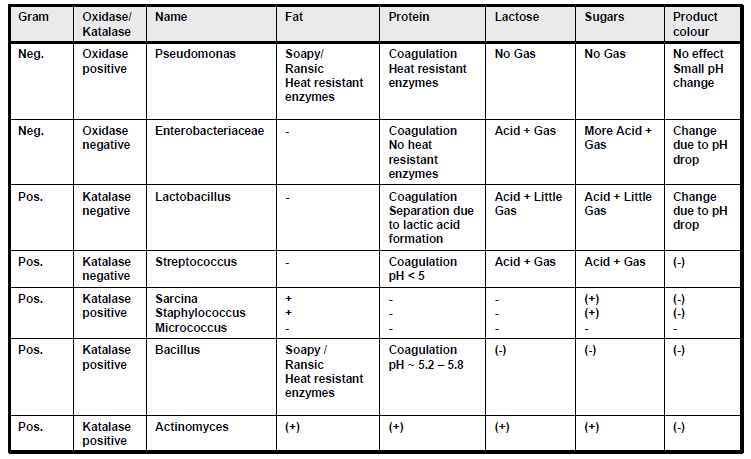 Gram Oxidase/ Name Fat Protein Lactose Sugars Product
Katalase colour
Neg. Oxidase Pseudomonas Soapy/ Coagulation No Gas No Gas No effect
positive Ransic Heat resistant Small pH
Heat resistant enzymes change
enzymes
Neg. Oxidase Enterobacteriaceae - Coagulation Acid + Gas More Acid + Change
negative No heat Gas due to pH
resistant drop
enzymes
Pos. Katalase Lactobacillus - Coagulation Acid + Little Acid + Little Change
negative Separation due Gas Gas due to pH
to lactic acid drop
formation
Pos. Katalase Streptococcus - Coagulation Acid + Gas Acid + Gas (-)
negative pH < 5
Pos. Katalase Sarcina + - - (+) (-)
positive Staphylococcus + - - (+) (-)
Micrococcus - - - - -
Pos. Katalase Bacillus Soapy / Coagulation (-) (-) (-)
positive Ransic pH ~ 5.2 – 5.8
Heat resistant
enzymes
Pos. Katalase Actinomyces (+) (+) (+) (+) (-)
positive